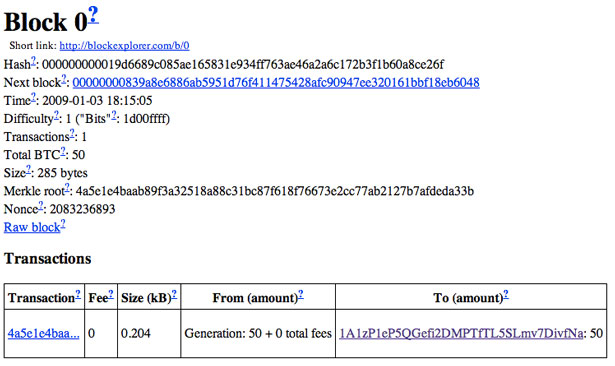 Block 0?
Short link: http://blockexplorer.com/b/0
Hash?: 000000000019d6689c085ae165831e934ff763ae46a2a6c172b3f1b60a8ce26f
Next block?: 00000000839a8e6886ab5951d76f411475428afc90947ee320161bbf18eb6048
Time?: 2009-01-03 18:15:05
Difficulty?: 1 ("Bits"?: 1d00ffff)
Transactions?: 1
Total BTC?: 50
Size?: 285 bytes
Merkle root?: 4a5e1e4baab89f3a32518a88c31bc87f618f76673e2cc77ab2127b7afdeda33b
Nonce?: 2083236893
Raw block?
Transactions
Transaction? Fee? Size (kB)? From (amount)? To (amount)?
4a5e1e4baa... 0 0.204 Generation: 50 + 0 total fees 1A1zP1eP5QGefi2DMPTfTL5SLmv7DivfNa: 50